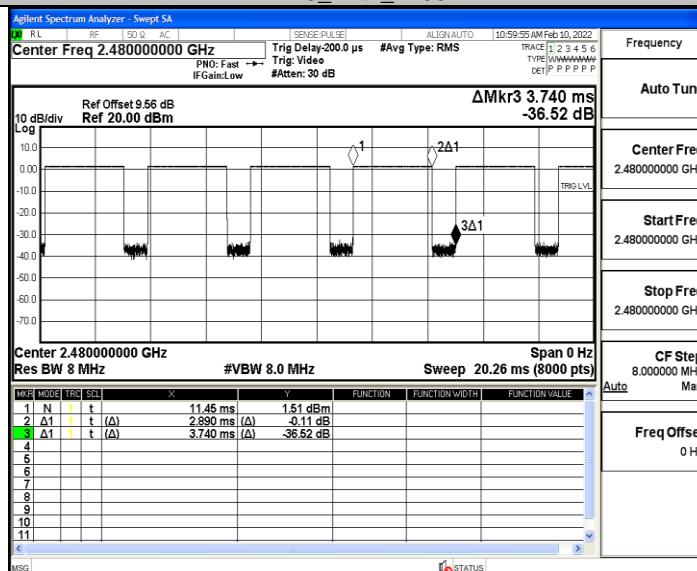 Agilent Spectrum Analyzer - Swept SA
RL RF 50 Ω AC SENSE:PULSE ALIGN AUTO 10:59:55 AM Feb 10, 2022
Center Freq 2.480000000 GHz
Trig Delay-200.0 µs #Avg Type: RMS
TRACE 1 2 3 4 5 6
PNO: Fast Trig: Video
TYPE WWWWWW
IFGain:Low #Atten: 30 dB
DET P P P P P P
Frequency
Auto Tun
Ref Offset 9.56 dB
ΔMkr3 3.740 ms
10 dB/div Ref 20.00 dBm
-36.52 dB
Log
10.0
0.00
-10.0
-20.0
-30.0
-40.0
-50.0
-60.0
-70.0
1
2Δ1
TRIG LVL
3Δ1
Center Fre
2.480000000 GH
Start Fre
2.480000000 GH
Stop Fre
2.480000000 GH
CF Ste
8.000000 MH
Auto Ma
Freq Offse
0 H
Center 2.480000000 GHz Span 0 Hz
Res BW 8 MHz #VBW 8.0 MHz Sweep 20.26 ms (8000 pts)
MKR MODE TRC SCL X Y FUNCTION FUNCTION WIDTH FUNCTION VALUE
1 N t 11.45 ms 1.51 dBm
2 Δ1 t (Δ) 2.890 ms (Δ) -0.11 dB
3 Δ1 t (Δ) 3.740 ms (Δ) -36.52 dB
4
5
6
7
8
9
10
11
MSG STATUS